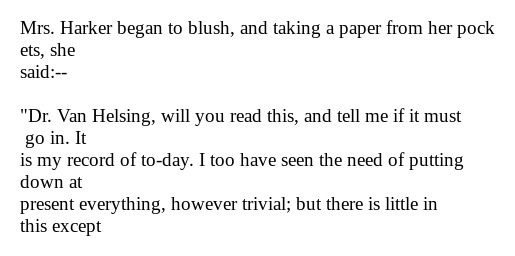 Mrs. Harker began to blush, and taking a paper from her pock
ets, she
said:--

"Dr. Van Helsing, will you read this, and tell me if it must
 go in. It
is my record of to-day. I too have seen the need of putting
down at
present everything, however trivial; but there is little in
this except